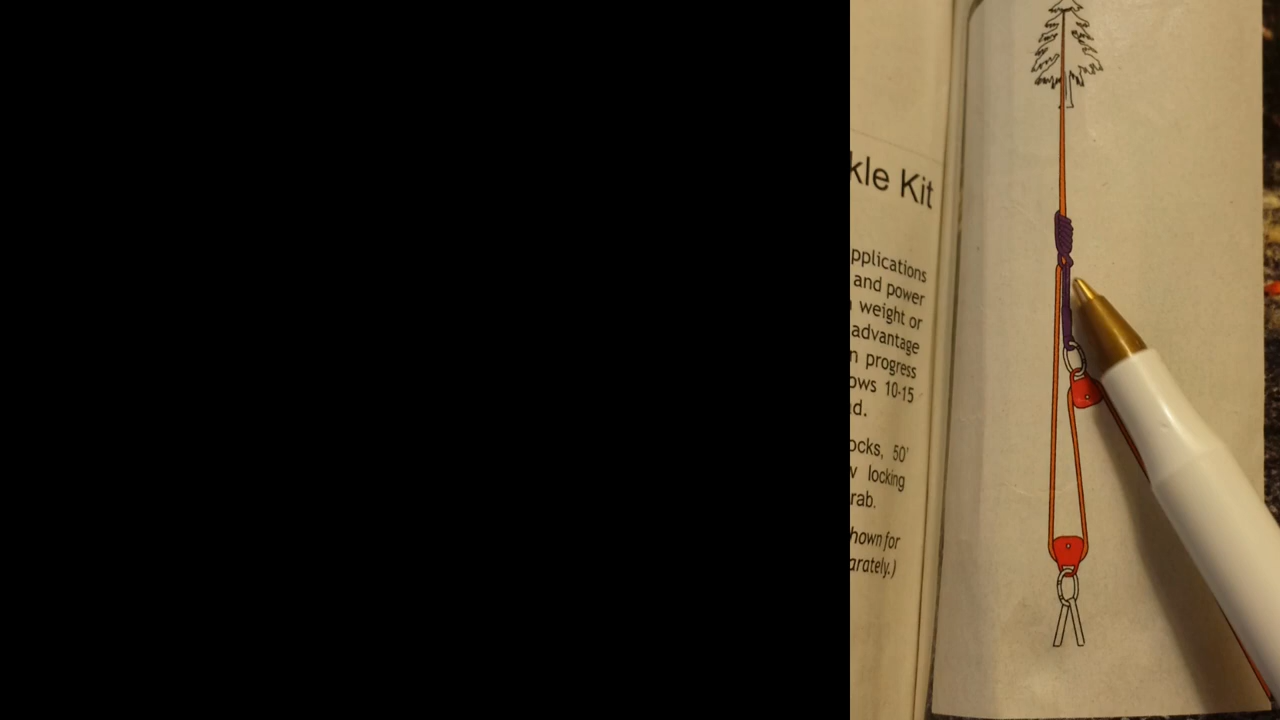 kle Kit
pplications
and power
weight or
advantage
n progress
ows 10-15
d.
ocks, 50'
w locking
rab.
hown for
arately.)